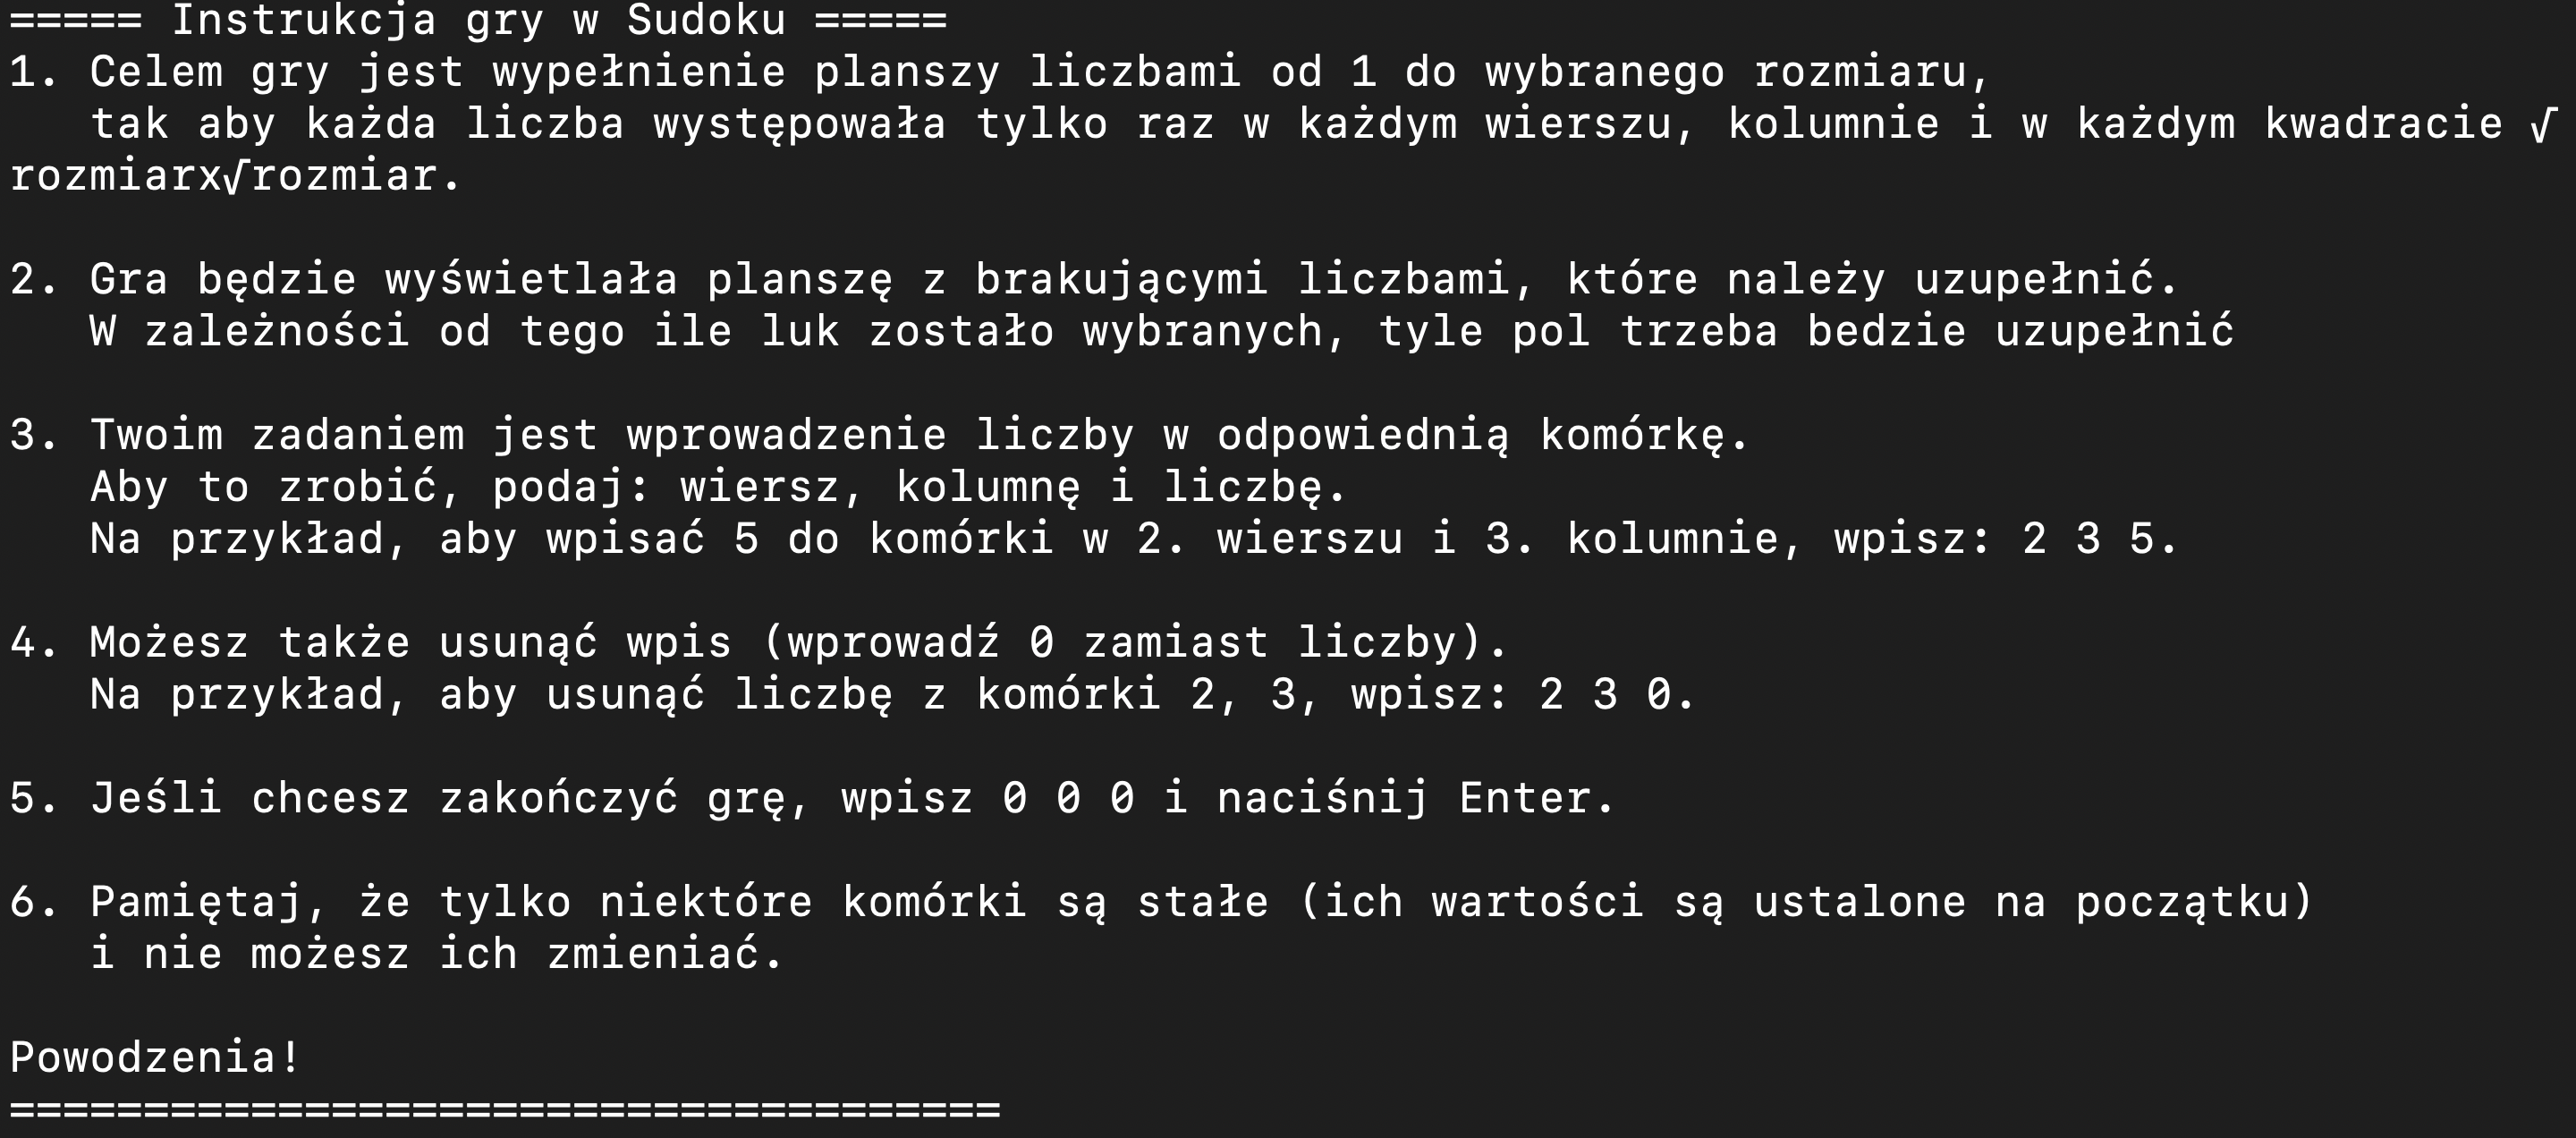 ===== Instrukcja gry w Sudoku =====
1. Celem gry jest wypełnienie planszy liczbami od 1 do wybranego rozmiaru,
   tak aby każda liczba występowała tylko raz w każdym wierszu, kolumnie i w każdym kwadracie √
rozmiarx√rozmiar.

2. Gra będzie wyświetlała planszę z brakującymi liczbami, które należy uzupełnić.
   W zależności od tego ile luk zostało wybranych, tyle pol trzeba bedzie uzupełnić

3. Twoim zadaniem jest wprowadzenie liczby w odpowiednią komórkę.
   Aby to zrobić, podaj: wiersz, kolumnę i liczbę.
   Na przykład, aby wpisać 5 do komórki w 2. wierszu i 3. kolumnie, wpisz: 2 3 5.

4. Możesz także usunąć wpis (wprowadź 0 zamiast liczby).
   Na przykład, aby usunąć liczbę z komórki 2, 3, wpisz: 2 3 0.

5. Jeśli chcesz zakończyć grę, wpisz 0 0 0 i naciśnij Enter.

6. Pamiętaj, że tylko niektóre komórki są stałe (ich wartości są ustalone na początku)
   i nie możesz ich zmieniać.

Powodzenia!
=====================================